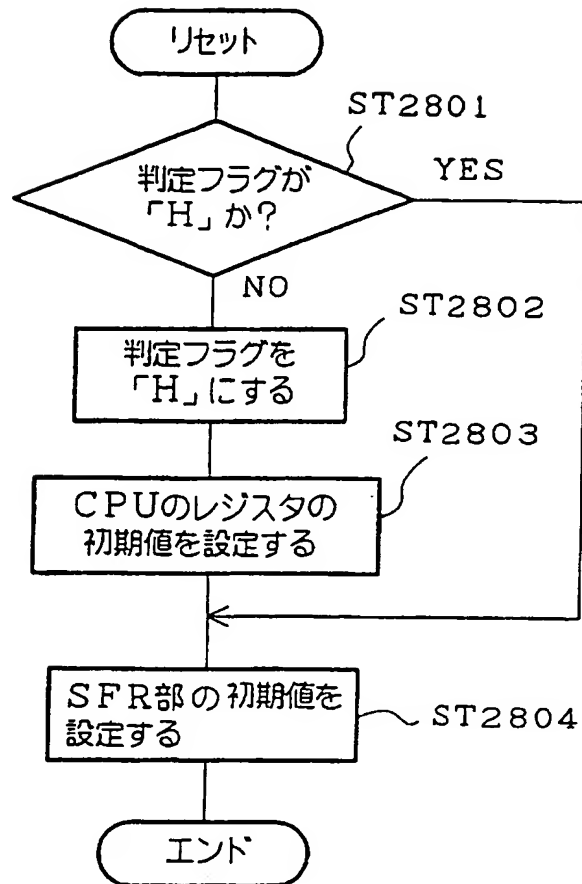 リセット
ST2801
判定フラグが
「H」か?
YES
NO
ST2802
判定フラグを
「H」にする
ST2803
CPUのレジスタの
初期値を設定する
SFR部の初期値を
設定する
ST2804
エンド